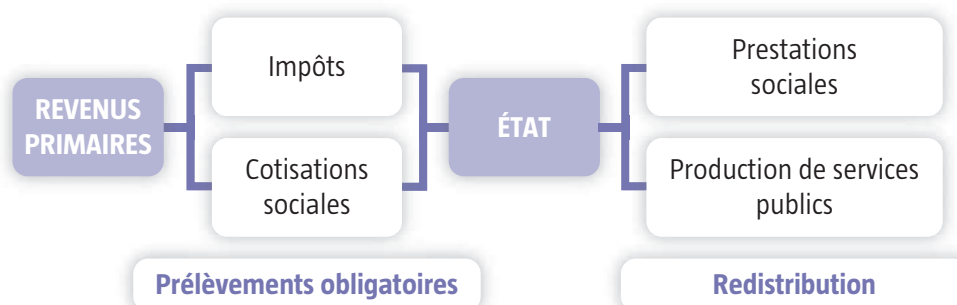 REVENUS
PRIMAIRES
Impôts
Cotisations
sociales
ÉTAT
Prestations
sociales
Production de services
publics
Prélèvements obligatoires
Redistribution